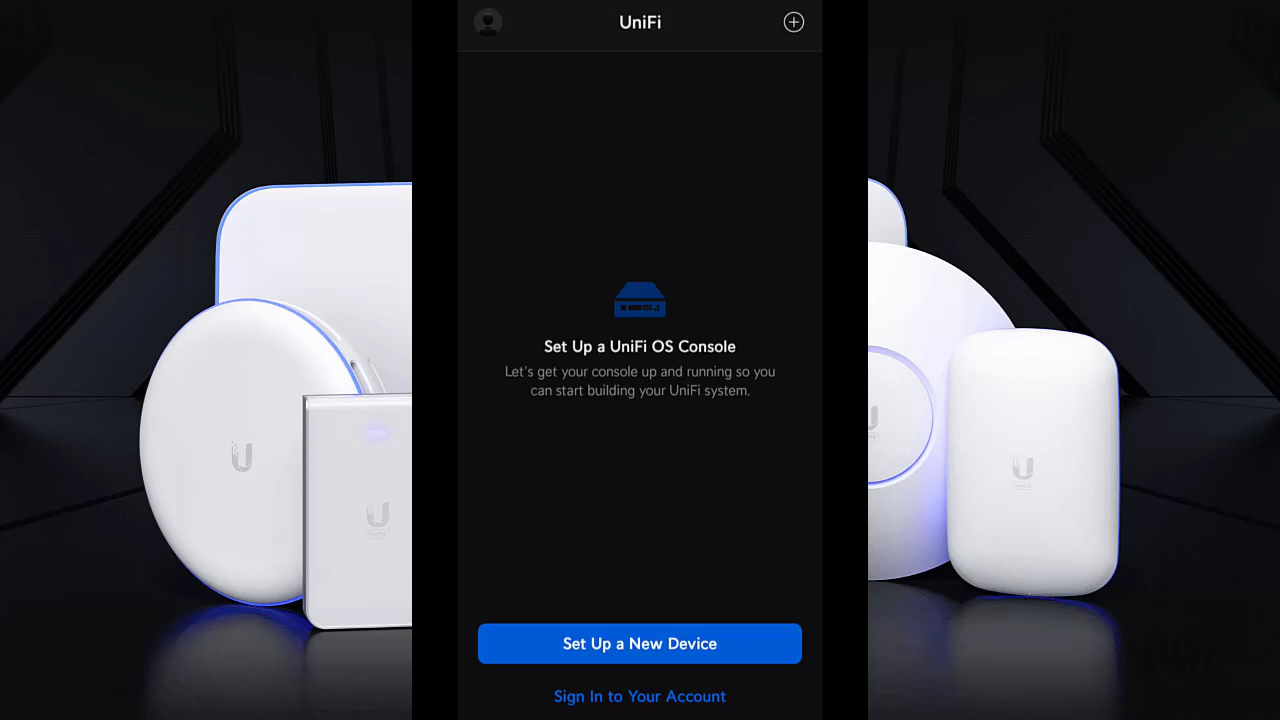 UniFi
Set Up a UniFi OS Console
Let's get your console up and running so you
can start building your UniFi system.
Set Up a New Device
Sign In to Your Account